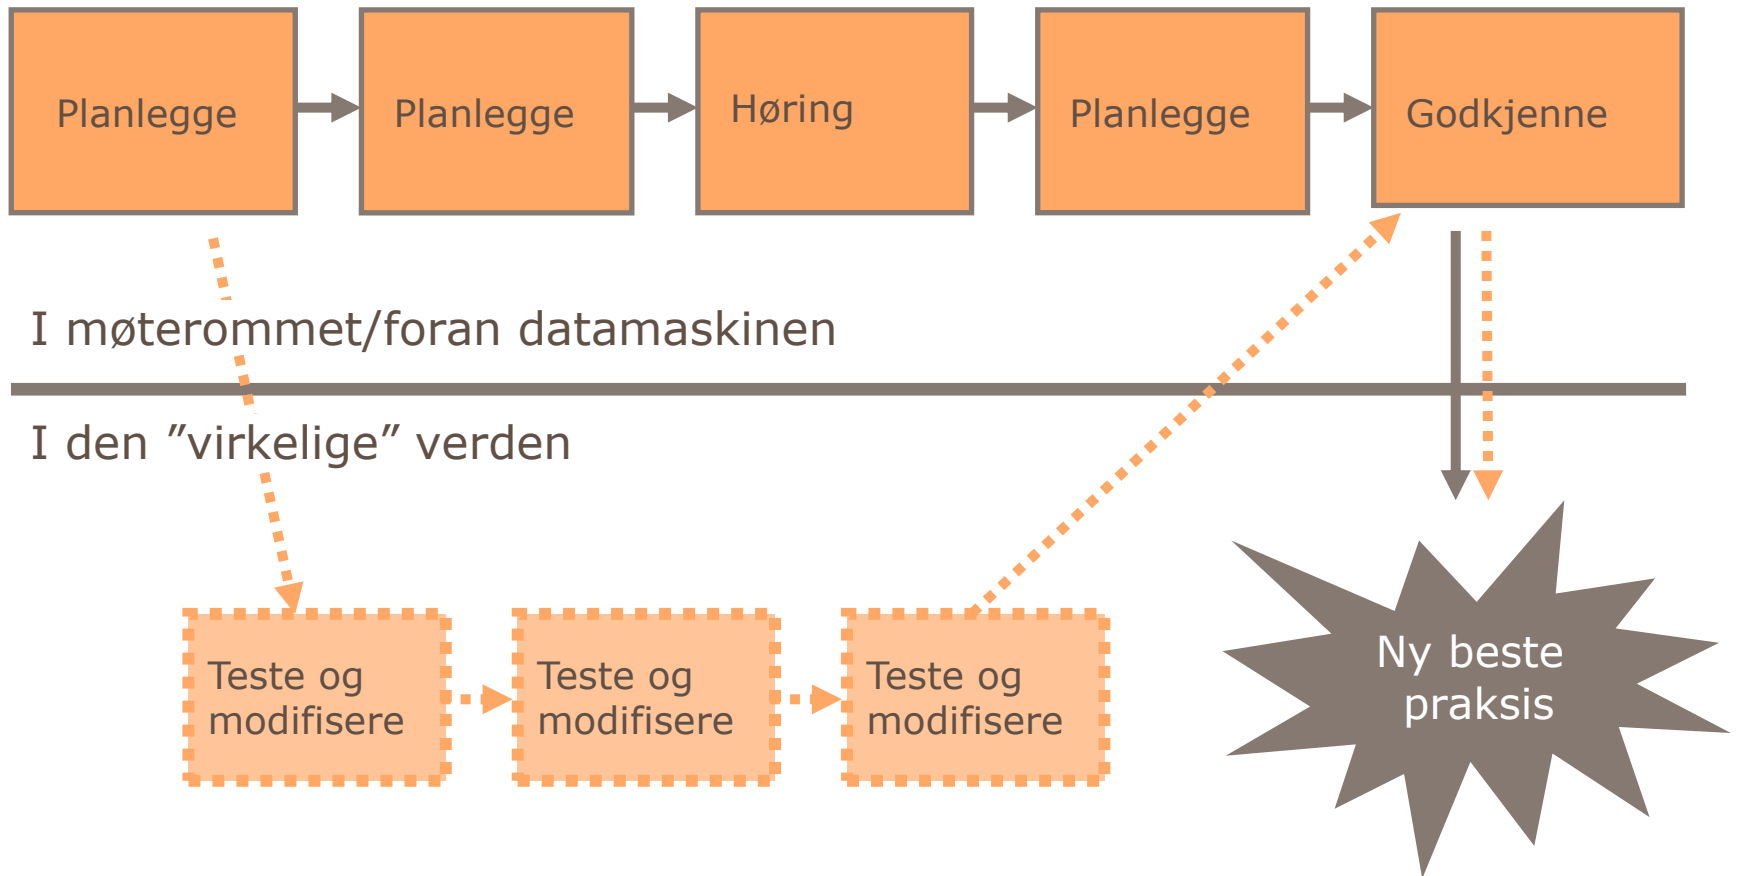 Planlegge
Planlegge
Høring
Planlegge
Godkjenne
I møterommet/foran datamaskinen
I den ”virkelige” verden
Teste og
modifisere
Teste og
modifisere
Teste og
modifisere
Ny beste
praksis